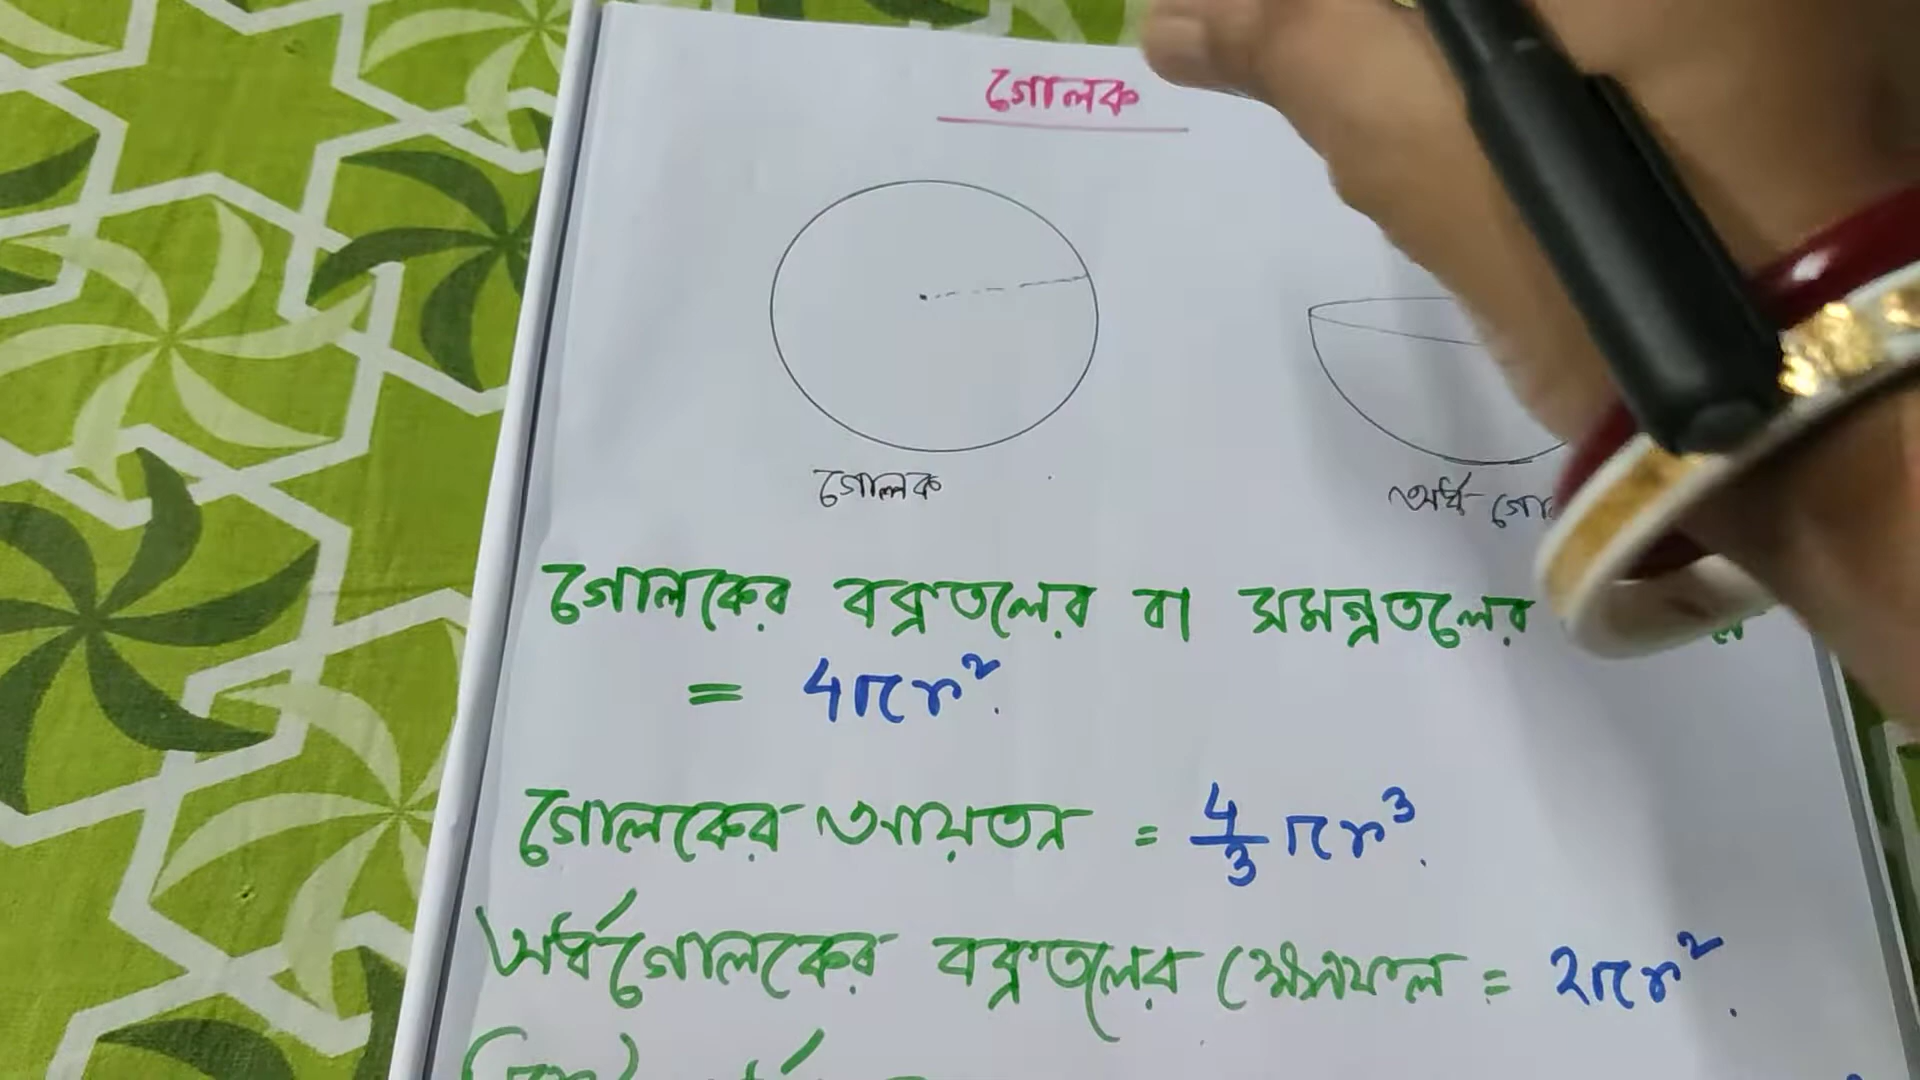 গোলক
গোলক
অর্ধ-গো
গোলকের বক্রতলের বা সমগ্রতলের
= 4πr²
গোলকের আয়তন = 4/3 πr³.
অর্ধগোলকের বক্রতলের ক্ষেত্রফল = 2πr².